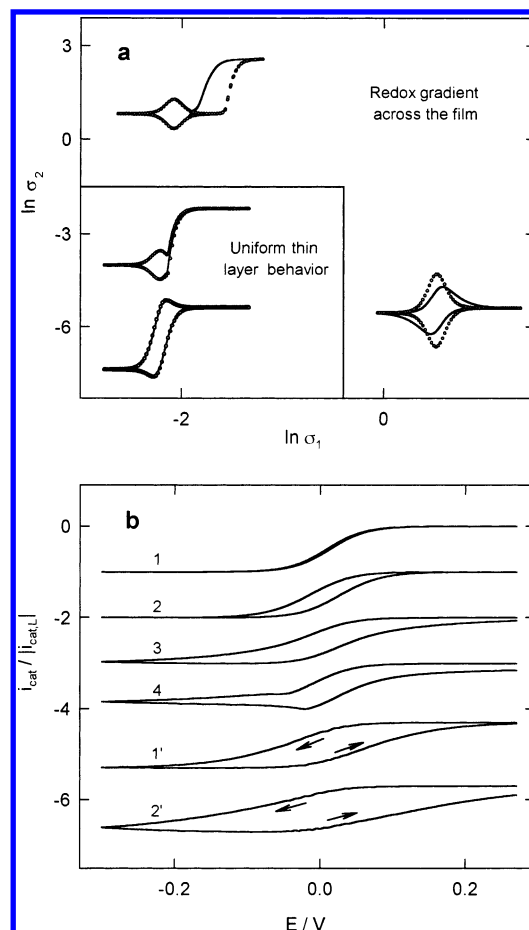 a
3
0
-3
-6
ln σ2
Redox gradient
across the film
Uniform thin
layer behavior
-2
0
ln σ1
b
0
-2
-4
-6
icat / |icat,L|
1
2
3
4
1'
2'
-0.2
0.0
0.2
E / V